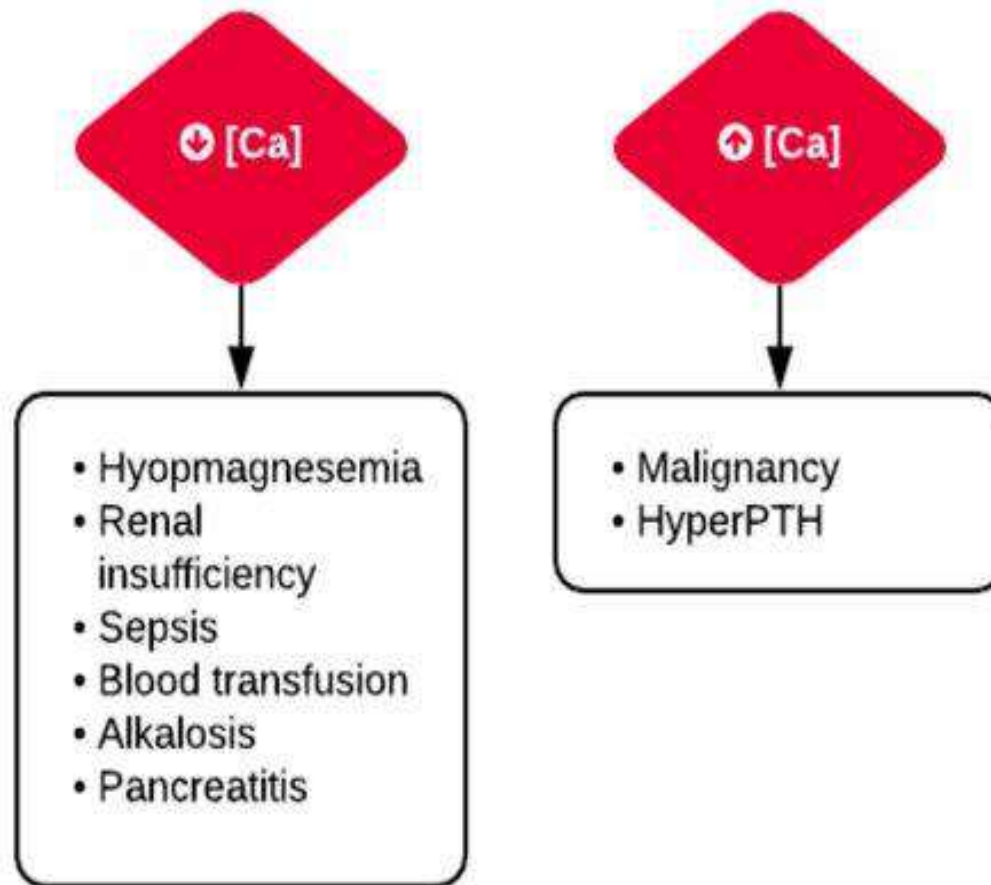 [Ca]
• Hyopmagnesemia
• Renal
insufficiency
• Sepsis
• Blood transfusion
• Alkalosis
• Pancreatitis
[Ca]
• Malignancy
• HyperPTH